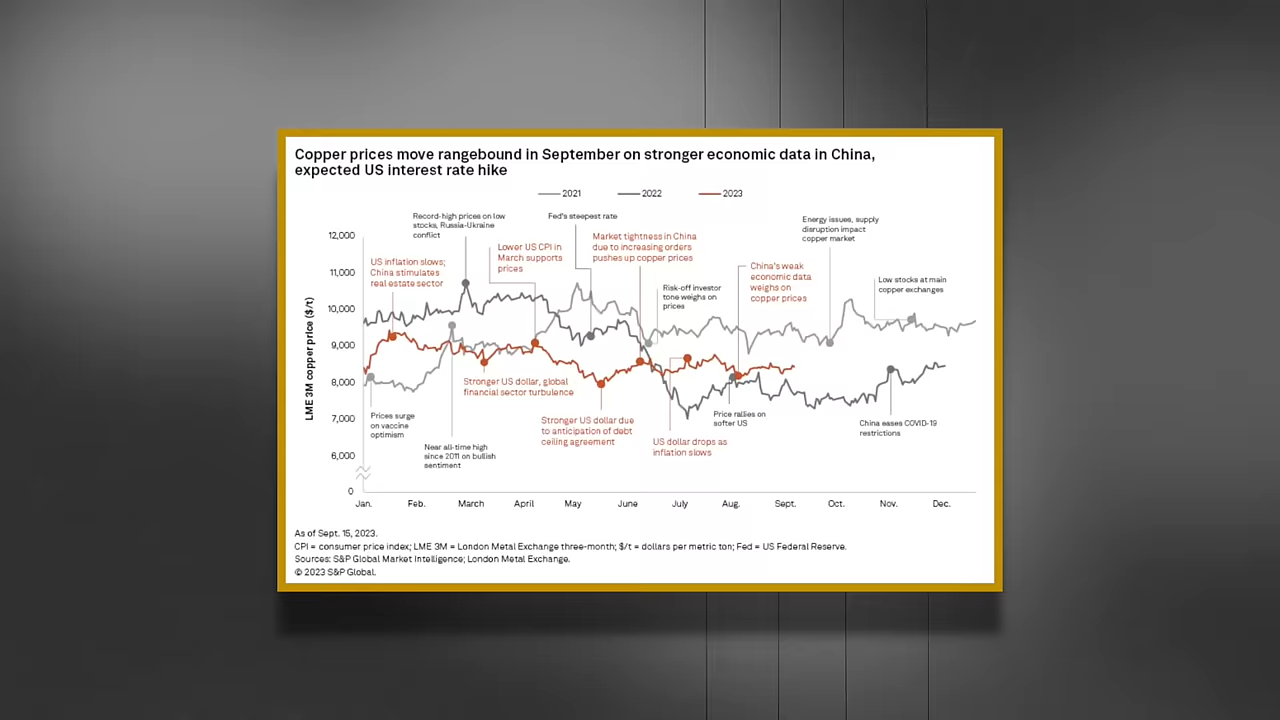 Copper prices move rangebound in September on stronger economic data in China,
expected US interest rate hike
2021
2022
2023
Record-high prices on low
stocks, Russia-Ukraine
conflict
Fed's steepest rate
Energy issues, supply
disruption impact
copper market
US inflation slows;
China stimulates
real estate sector
Lower US CPI in
March supports
prices
Market tightness in China
due to increasing orders
pushes up copper prices
Risk-off investor
tone weighs on
prices
China's weak
economic data
weighs on
copper prices
Low stocks at main
copper exchanges
LME 3M copper price ($/t)
12,000
11,000
10,000
9,000
8,000
7,000
6,000
0
Prices surge
on vaccine
optimism
Near all-time high
since 2011 on bullish
sentiment
Stronger US dollar, global
financial sector turbulence
Stronger US dollar due
to anticipation of debt
ceiling agreement
US dollar drops as
inflation slows
Price rallies on
softer US
China eases COVID-19
restrictions
Jan.
Feb.
March
April
May
June
July
Aug.
Sept.
Oct.
Nov.
Dec.
As of Sept. 15, 2023.
CPI = consumer price index; LME 3M = London Metal Exchange three-month; $/t = dollars per metric ton; Fed = US Federal Reserve.
Sources: S&P Global Market Intelligence; London Metal Exchange.
© 2023 S&P Global.